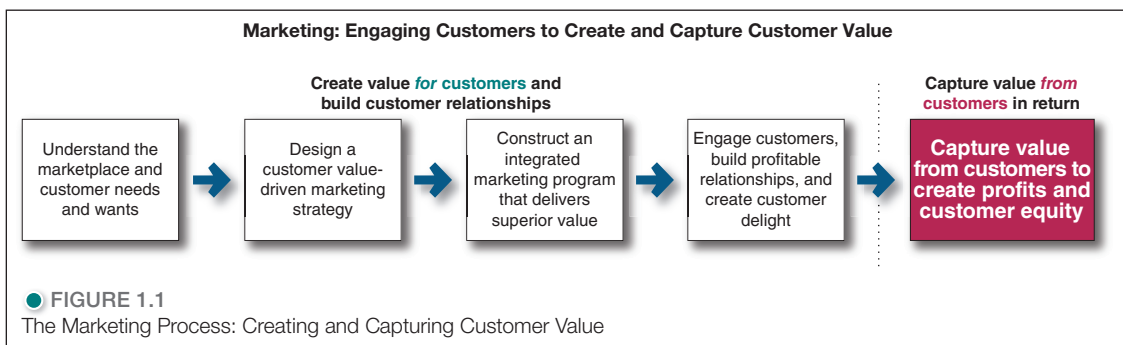 Marketing: Engaging Customers to Create and Capture Customer Value
Create value for customers and
build customer relationships
Capture value from
customers in return
Understand the
marketplace and
customer needs
and wants
Design a
customer value-
driven marketing
strategy
Construct an
integrated
marketing program
that delivers
superior value
Engage customers,
build profitable
relationships, and
create customer
delight
Capture value
from customers to
create profits and
customer equity
FIGURE 1.1
The Marketing Process: Creating and Capturing Customer Value